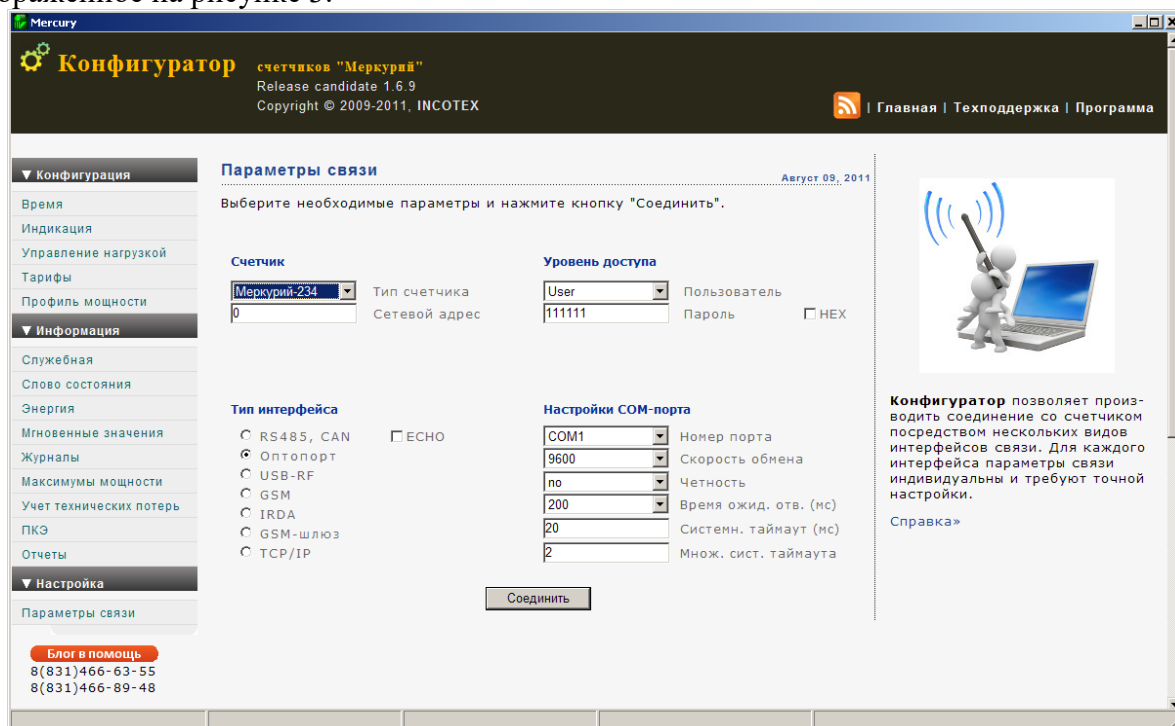 ображенное на рисунке 3.
Mercury
Конфигуратор
счетчиков "Меркурий"
Release candidate 1.6.9
Copyright © 2009-2011, INCOTEX
| Главная | Техподдержка | Программа
▼ Конфигурация
Время
Индикация
Управление нагрузкой
Тарифы
Профиль мощности
▼ Информация
Служебная
Слово состояния
Энергия
Мгновенные значения
Журналы
Максимумы мощности
Учет технических потерь
ПКЭ
Отчеты
▼ Настройка
Параметры связи
Блог в помощь
8(831)466-63-55
8(831)466-89-48
Параметры связи
Август 09, 2011
Выберите необходимые параметры и нажмите кнопку "Соединить".
Счетчик
Меркурий-234 Тип счетчика
0 Сетевой адрес
Уровень доступа
User Пользователь
111111 Пароль HEX
Тип интерфейса
RS485, CAN ECHO
Оптопорт
USB-RF
GSM
IRDA
GSM-шлюз
TCP/IP
Настройки COM-порта
COM1 Номер порта
9600 Скорость обмена
no Четность
200 Время ожид. отв. (мс)
20 Системн. таймаут (мс)
2 Множ. сист. таймаута
Соединить
Конфигуратор позволяет произ-
водить соединение со счетчиком
посредством нескольких видов
интерфейсов связи. Для каждого
интерфейса параметры связи
индивидуальны и требуют точной
настройки.
Справка»